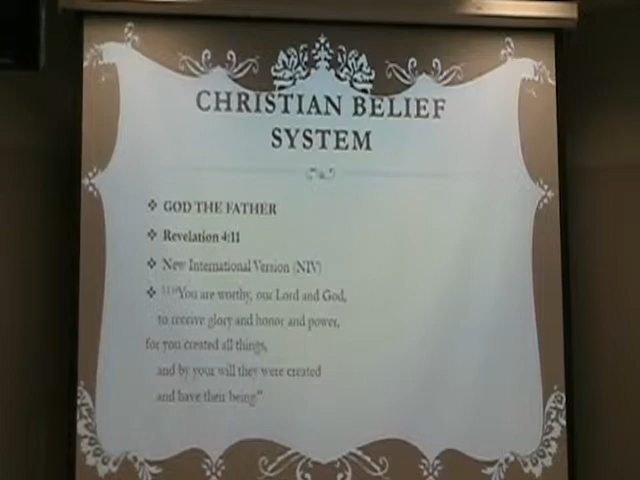 CHRISTIAN BELIEF
SYSTEM
❖ GOD THE FATHER
❖ Revelation 4:11
❖ New International Version (NIV)
❖ "You are worthy, our Lord and God,
to receive glory and honor and power,
for you created all things,
and by your will they were created
and have their being."